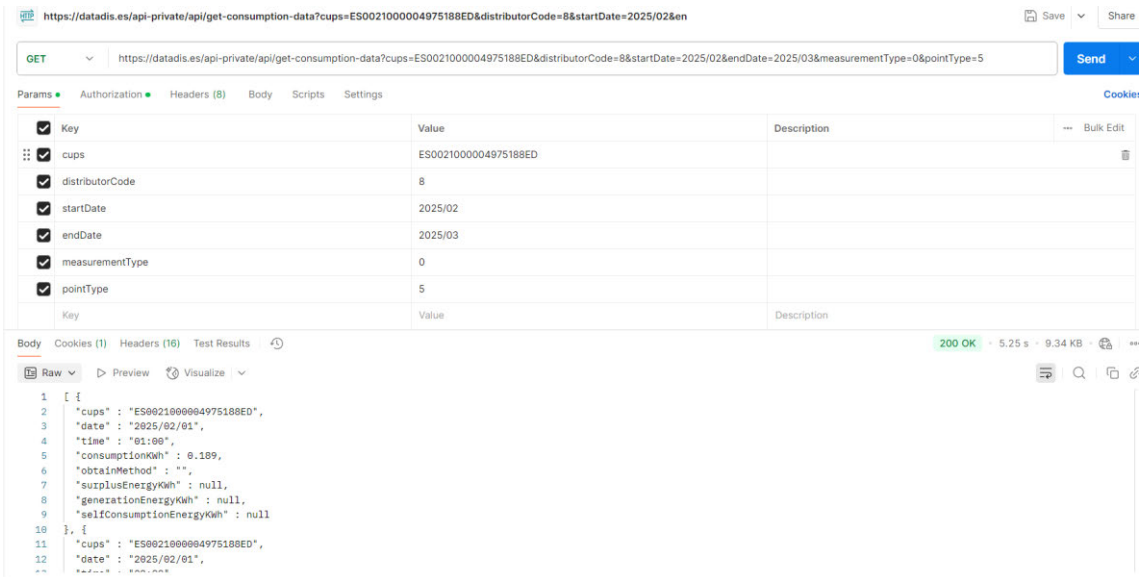 HTTP https://datadis.es/api-private/api/get-consumption-data?cups=ES0021000004975188ED&distributorCode=8&startDate=2025/02&en Save Share
GET https://datadis.es/api-private/api/get-consumption-data?cups=ES0021000004975188ED&distributorCode=8&startDate=2025/02&endDate=2025/03&measurementType=0&pointType=5 Send
Params Authorization Headers (8) Body Scripts Settings Cookies
Key Value Description Bulk Edit
cups ES0021000004975188ED
distributorCode 8
startDate 2025/02
endDate 2025/03
measurementType 0
pointType 5
Key Value Description
Body Cookies (1) Headers (16) Test Results 200 OK 5.25 s 9.34 KB
Raw Preview Visualize
1 [ {
2 "cups" : "ES0021000004975188ED",
3 "date" : "2025/02/01",
4 "time" : "01:00",
5 "consumptionKWh" : 0.189,
6 "obtainMethod" : "",
7 "surplusEnergyKWh" : null,
8 "generationEnergyKWh" : null,
9 "selfConsumptionEnergyKWh" : null
10 }, {
11 "cups" : "ES0021000004975188ED",
12 "date" : "2025/02/01",